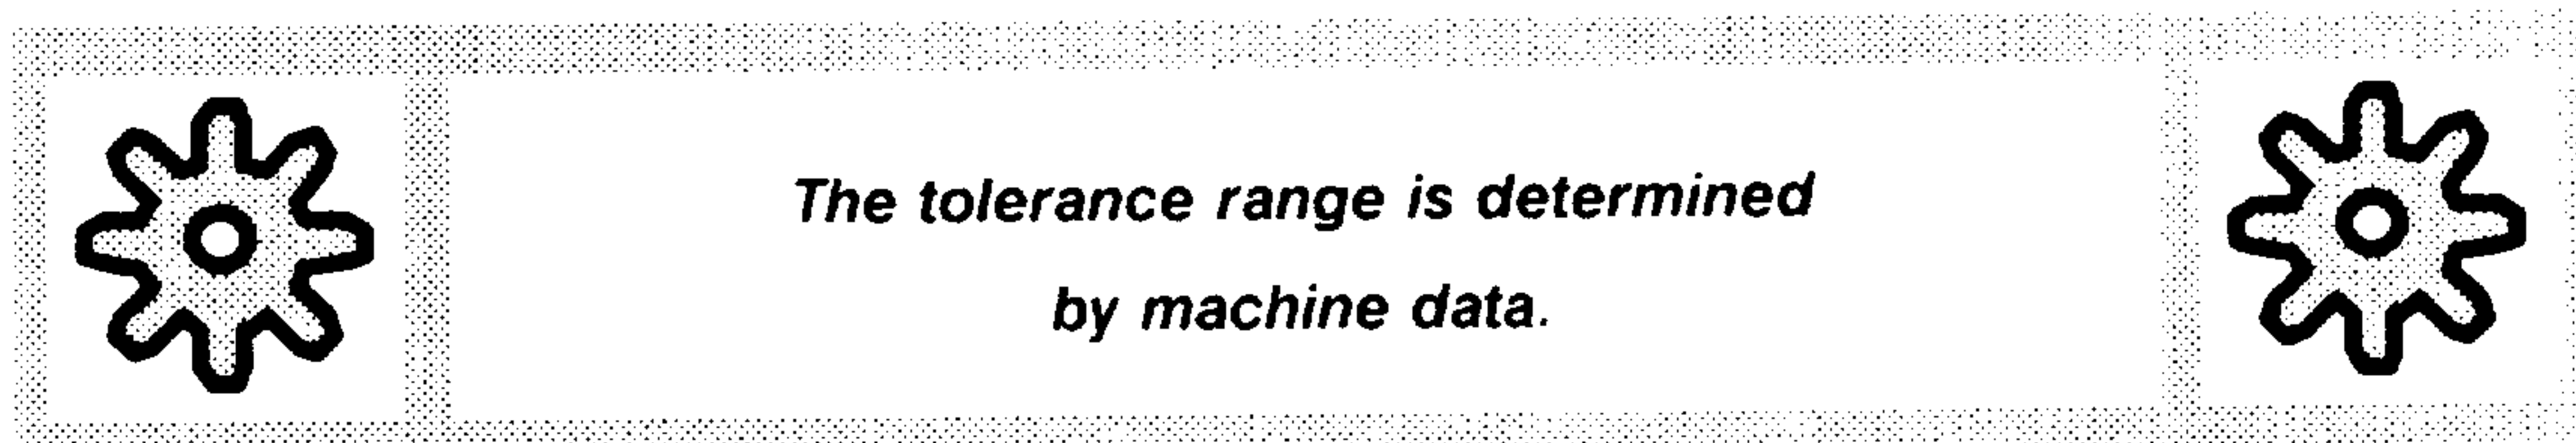 The tolerance range is determined
by machine data.